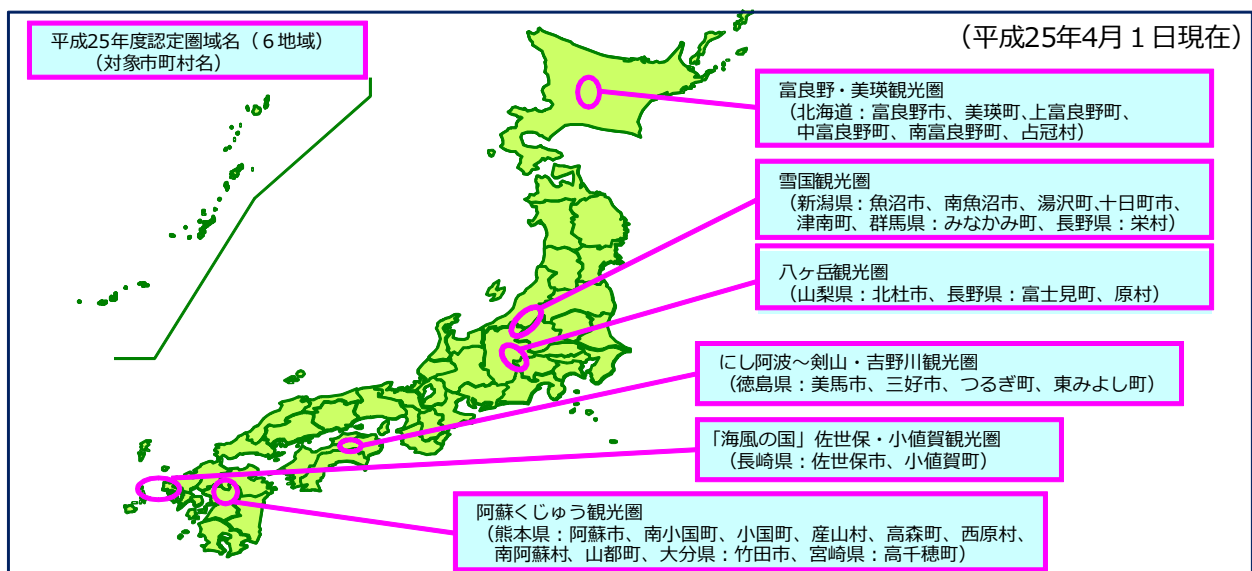 平成25年度認定圏域名（６地域）
（対象市町村名）
（平成25年4月１日現在）
富良野・美瑛観光圏
（北海道：富良野市、美瑛町、上富良野町、
中富良野町、南富良野町、占冠村）
雪国観光圏
（新潟県：魚沼市、南魚沼市、湯沢町、十日町市、
津南町、群馬県：みなかみ町、長野県：栄村）
八ヶ岳観光圏
（山梨県：北杜市、長野県：富士見町、原村）
にし阿波～剣山・吉野川観光圏
（徳島県：美馬市、三好市、つるぎ町、東みよし町）
「海風の国」佐世保・小値賀観光圏
（長崎県：佐世保市、小値賀町）
阿蘇くじゅう観光圏
（熊本県：阿蘇市、南小国町、小国町、産山村、高森町、西原村、
南阿蘇村、山都町、大分県：竹田市、宮崎県：高千穂町）